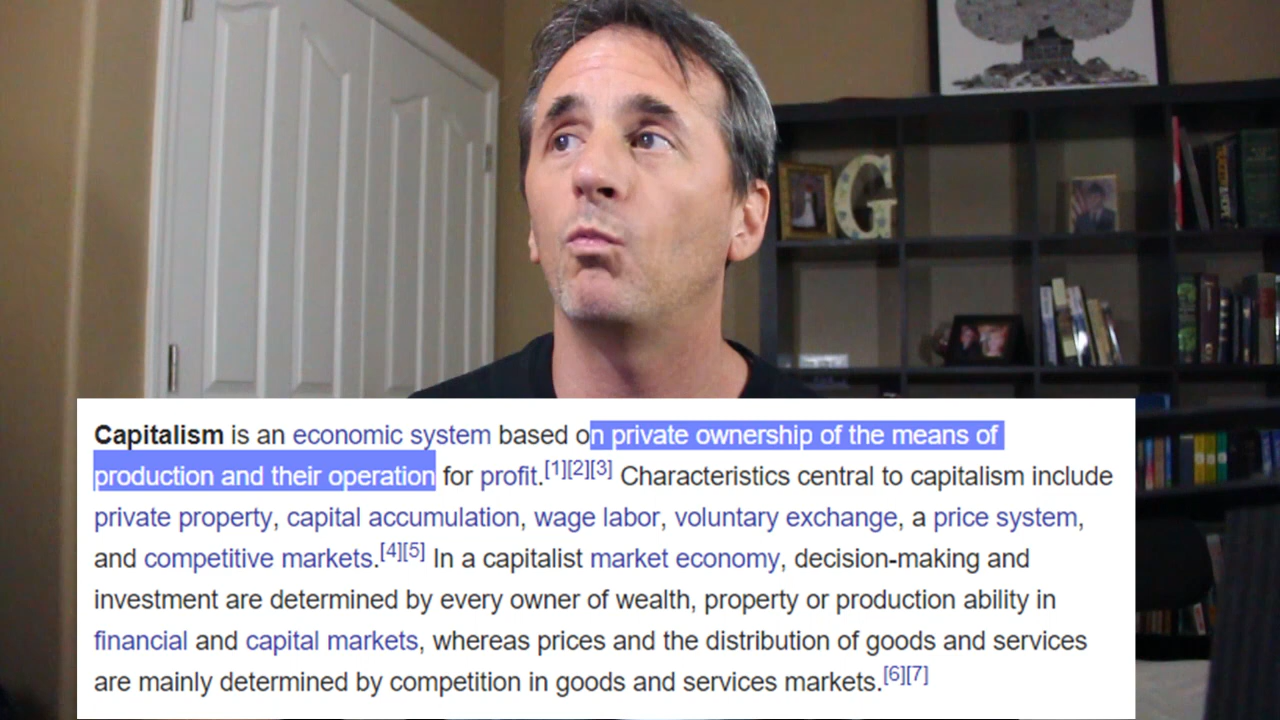 G
Capitalism is an economic system based on private ownership of the means of
production and their operation for profit.[1][2][3] Characteristics central to capitalism include
private property, capital accumulation, wage labor, voluntary exchange, a price system,
and competitive markets.[4][5] In a capitalist market economy, decision-making and
investment are determined by every owner of wealth, property or production ability in
financial and capital markets, whereas prices and the distribution of goods and services
are mainly determined by competition in goods and services markets.[6][7]